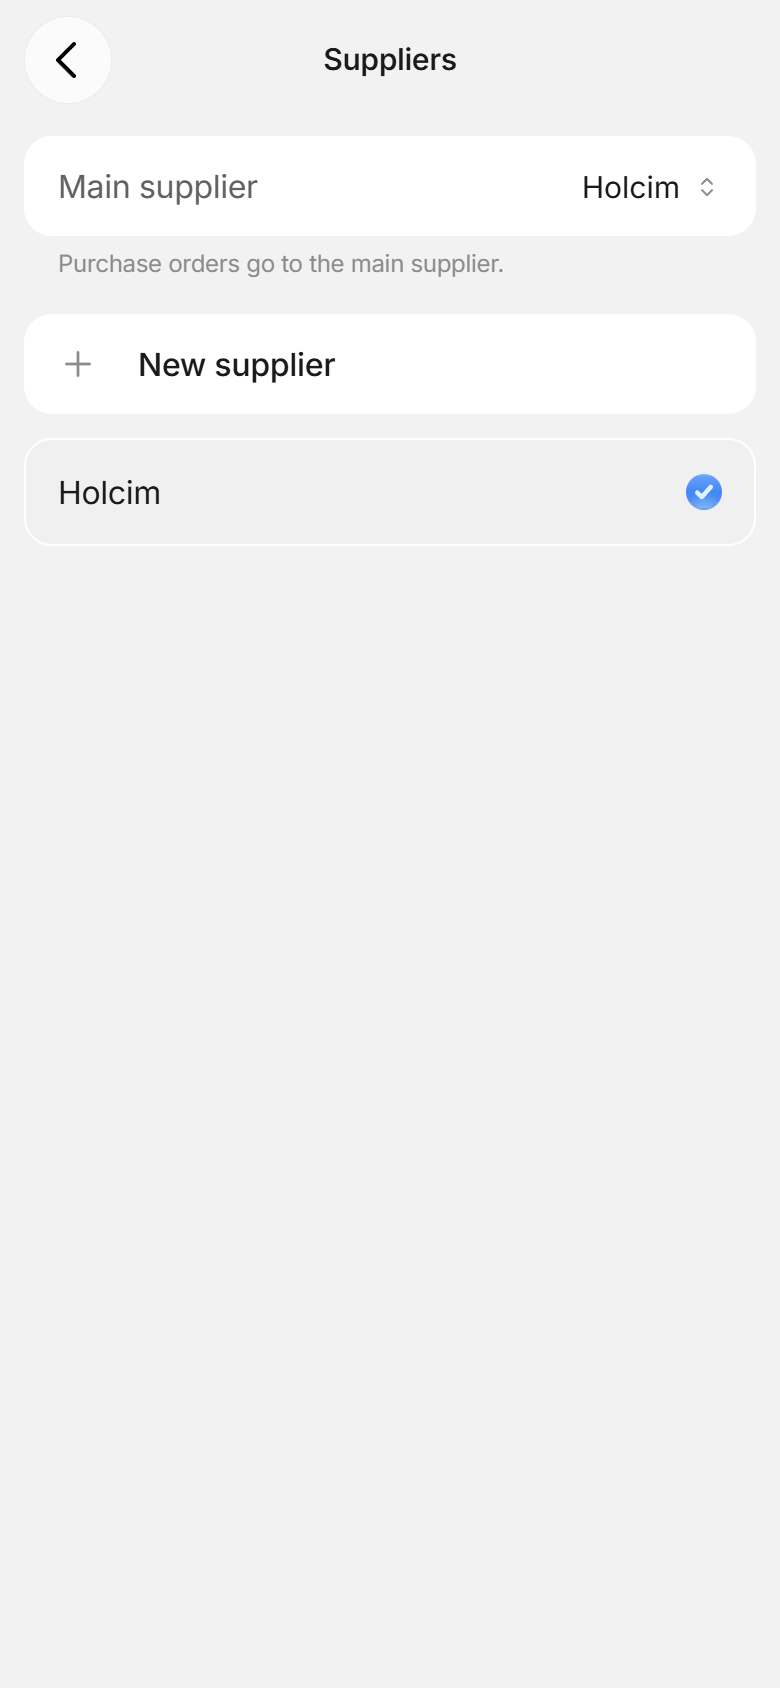 Suppliers
Main supplier Holcim
Purchase orders go to the main supplier.
New supplier
Holcim